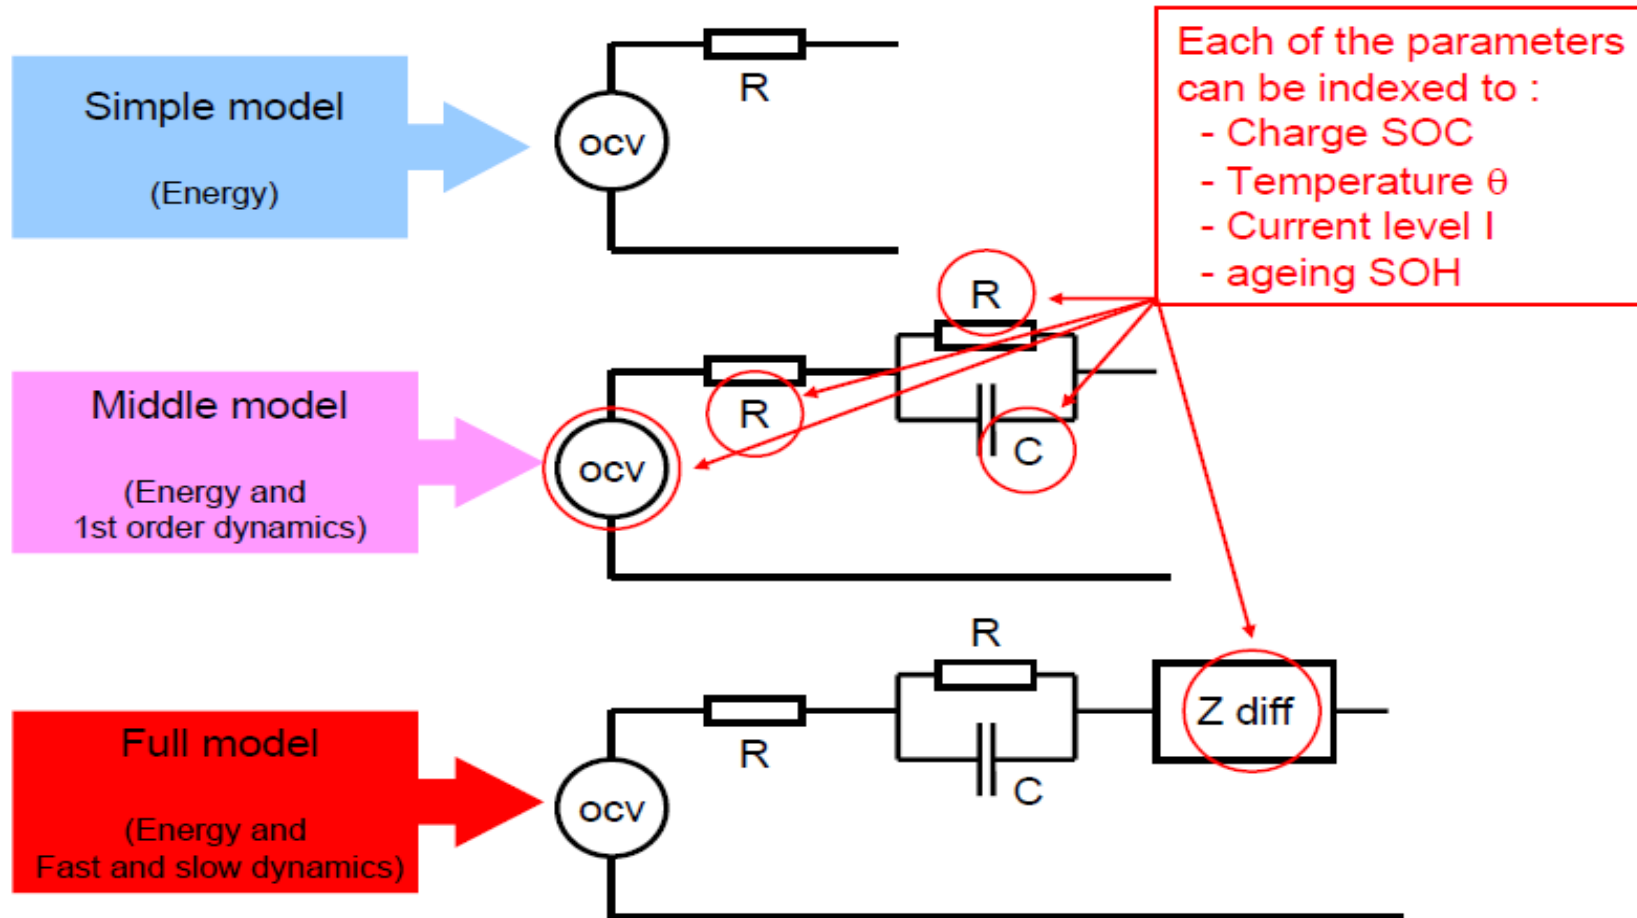 Simple model
(Energy)
R
ocv
Each of the parameters
can be indexed to :
- Charge SOC
- Temperature θ
- Current level I
- ageing SOH
Middle model
(Energy and
1st order dynamics)
R
R
ocv
C
Full model
(Energy and
Fast and slow dynamics)
R
R
ocv
C
Z diff